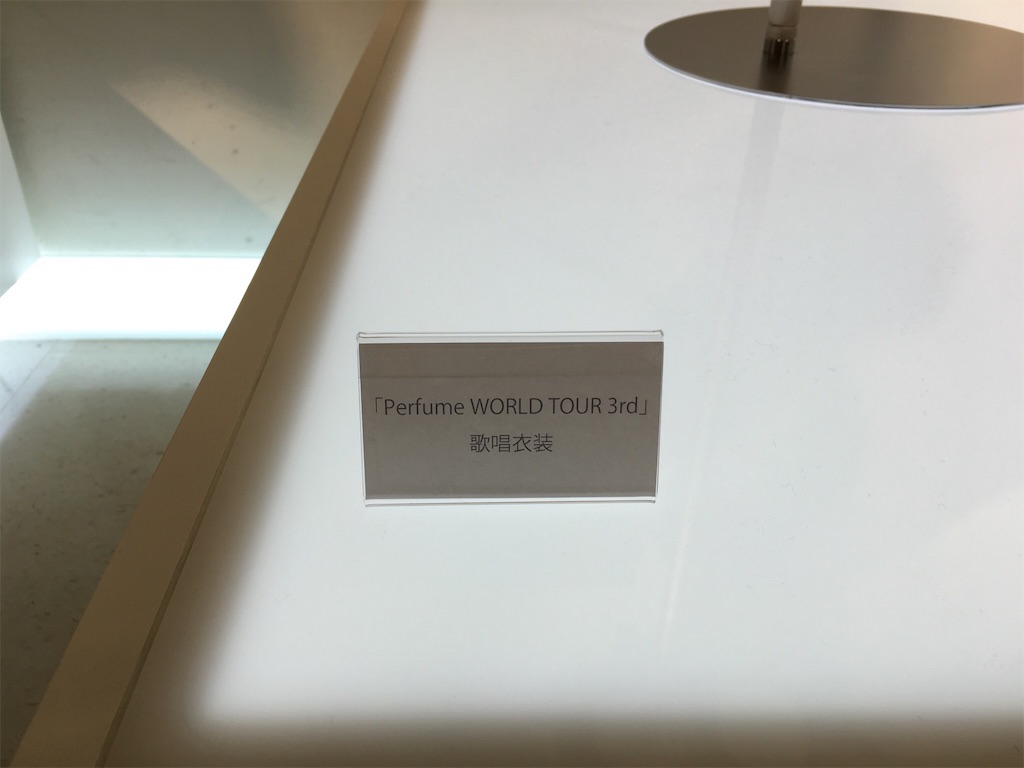 「Perfume WORLD TOUR 3rd」
歌唱衣装